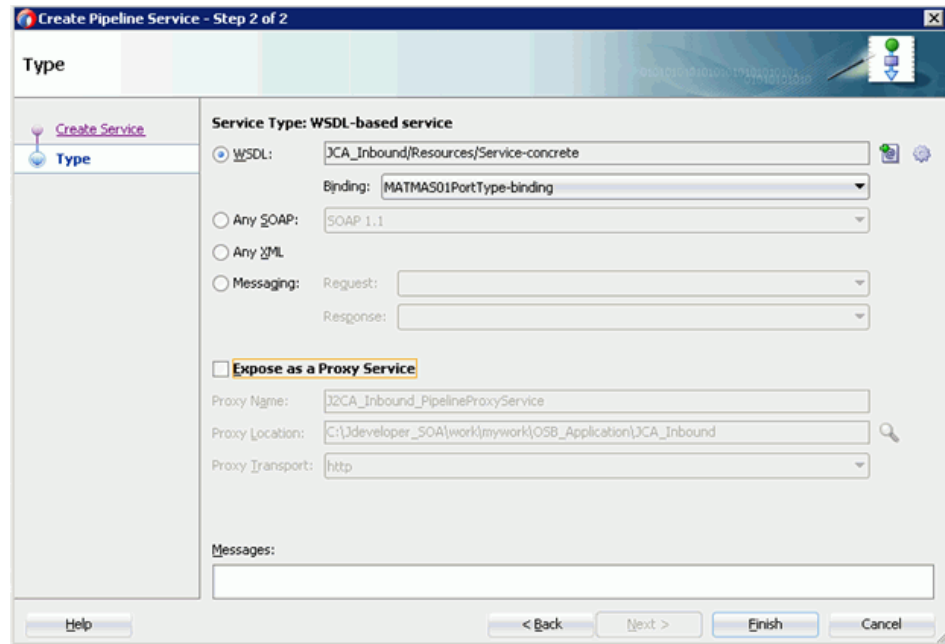 Create Pipeline Service - Step 2 of 2
Type
Create Service
Type
Service Type: WSDL-based service
WSDL: JCA_Inbound/Resources/Service-concrete
Binding: MATMAS01PortType-binding
Any SOAP: SOAP 1.1
Any XML
Messaging: Request:
Response:
Expose as a Proxy Service
Proxy Name: J2CA_Inbound_PipelineProxyService
Proxy Location: C:\Jdeveloper_SOA\work\mywork\OSB_Application\JCA_Inbound
Proxy Transport: http
Messages:
Help < Back Next > Finish Cancel